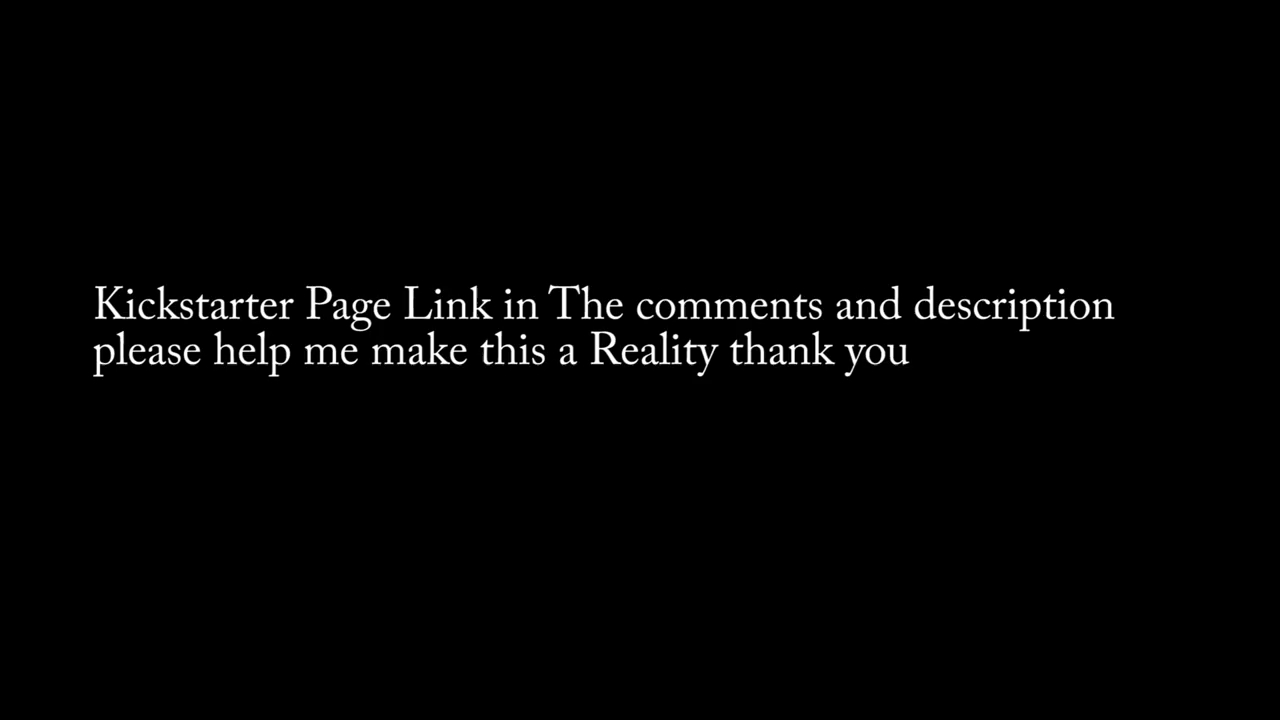 Kickstarter Page Link in The comments and description
please help me make this a Reality thank you